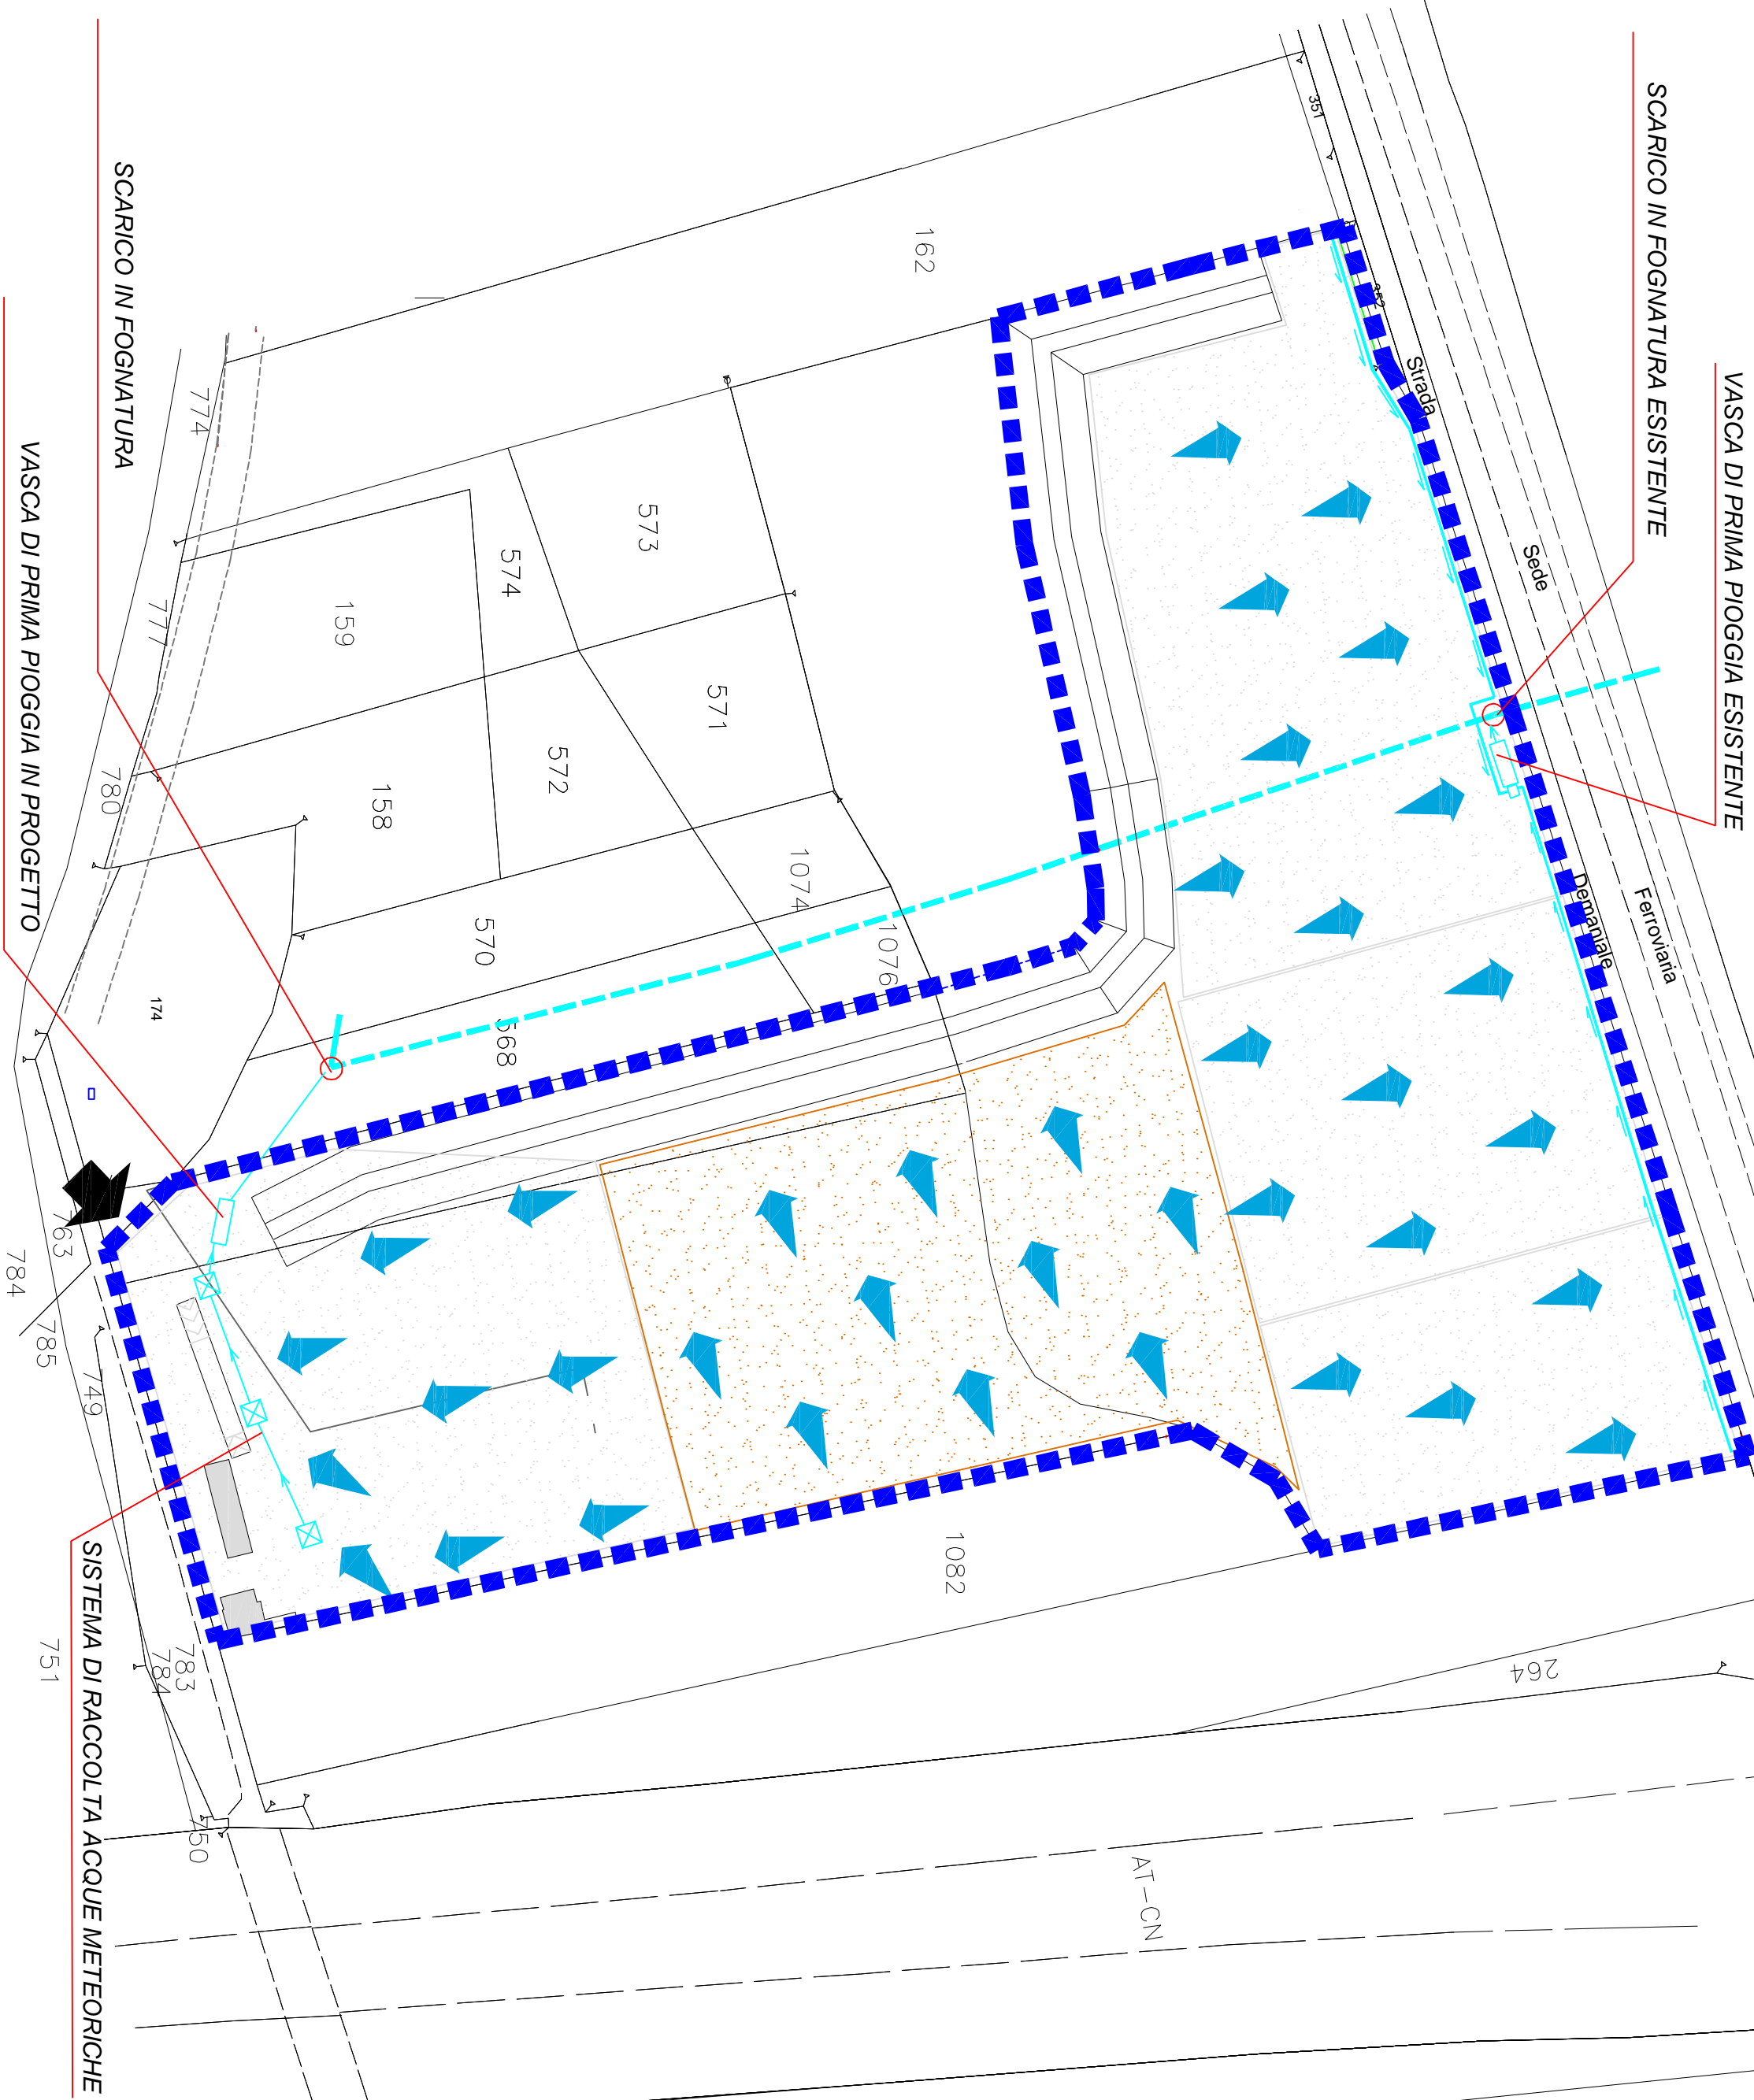 VASCA DI PRIMA PIOGGIA ESISTENTE
SCARICO IN FOGNATURA ESISTENTE
351
352
Strada
Sede
Demaniale
Ferroviaria
162
573
574
159
571
572
158
1074
1076
570
568
774
777
780
174
763
784
785
749
751
783
784
750
1082
264
AT-CN
SCARICO IN FOGNATURA
VASCA DI PRIMA PIOGGIA IN PROGETTO
SISTEMA DI RACCOLTA ACQUE METEORICHE